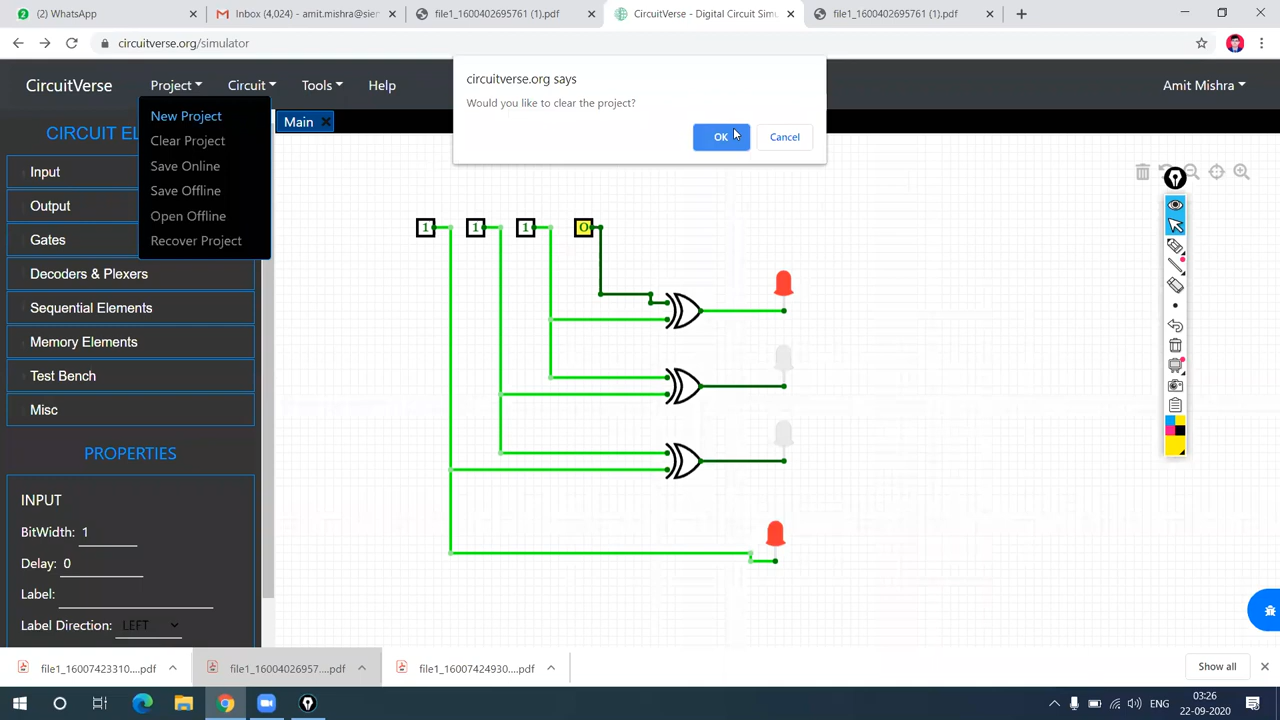 2 WhatsApp
Inbox (4,024) - amit.mishra@sier
file1_1600402695761 (1).pdf
CircuitVerse - Digital Circuit Simu
file1_1600402695761 (1).pdf
circuitverse.org/simulator
CircuitVerse
Project
Circuit
Tools
Help
Amit Mishra
circuitverse.org says
Would you like to clear the project?
OK
Cancel
New Project
Clear Project
Save Online
Save Offline
Open Offline
Recover Project
Main
CIRCUIT EL
Input
Output
Gates
Decoders & Plexers
Sequential Elements
Memory Elements
Test Bench
Misc
1 1 1 0
PROPERTIES
INPUT
BitWidth: 1
Delay: 0
Label:
Label Direction: LEFT
file1_16007423310....pdf
file1_16004026957....pdf
file1_16007424930....pdf
Show all
ENG
03:26
22-09-2020